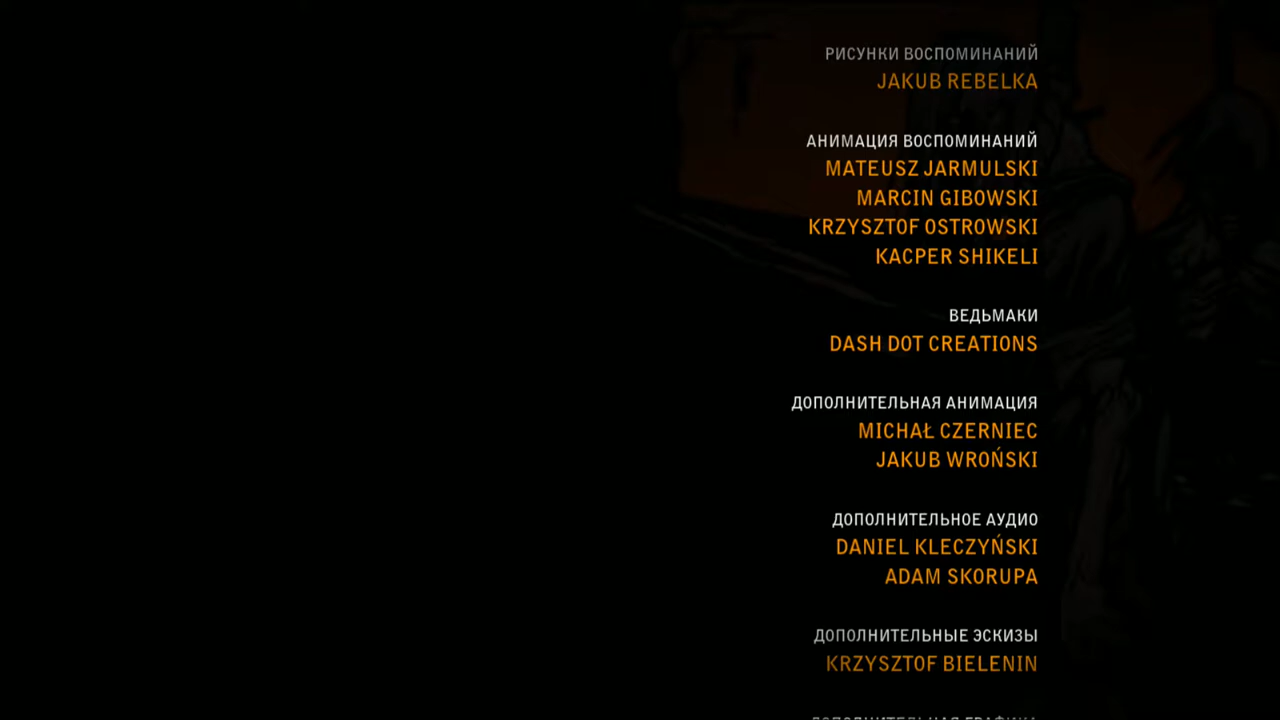 РИСУНКИ ВОСПОМИНАНИЙ
JAKUB REBELKA
АНИМАЦИЯ ВОСПОМИНАНИЙ
MATEUSZ JARMULSKI
MARCIN GIBOWSKI
KRZYSZTOF OSTROWSKI
KACPER SHIKELI
ВЕДЬМАКИ
DASH DOT CREATIONS
ДОПОЛНИТЕЛЬНАЯ АНИМАЦИЯ
MICHAŁ CZERNIEC
JAKUB WROŃSKI
ДОПОЛНИТЕЛЬНОЕ АУДИО
DANIEL KLECZYŃSKI
ADAM SKORUPA
ДОПОЛНИТЕЛЬНЫЕ ЭСКИЗЫ
KRZYSZTOF BIELENIN